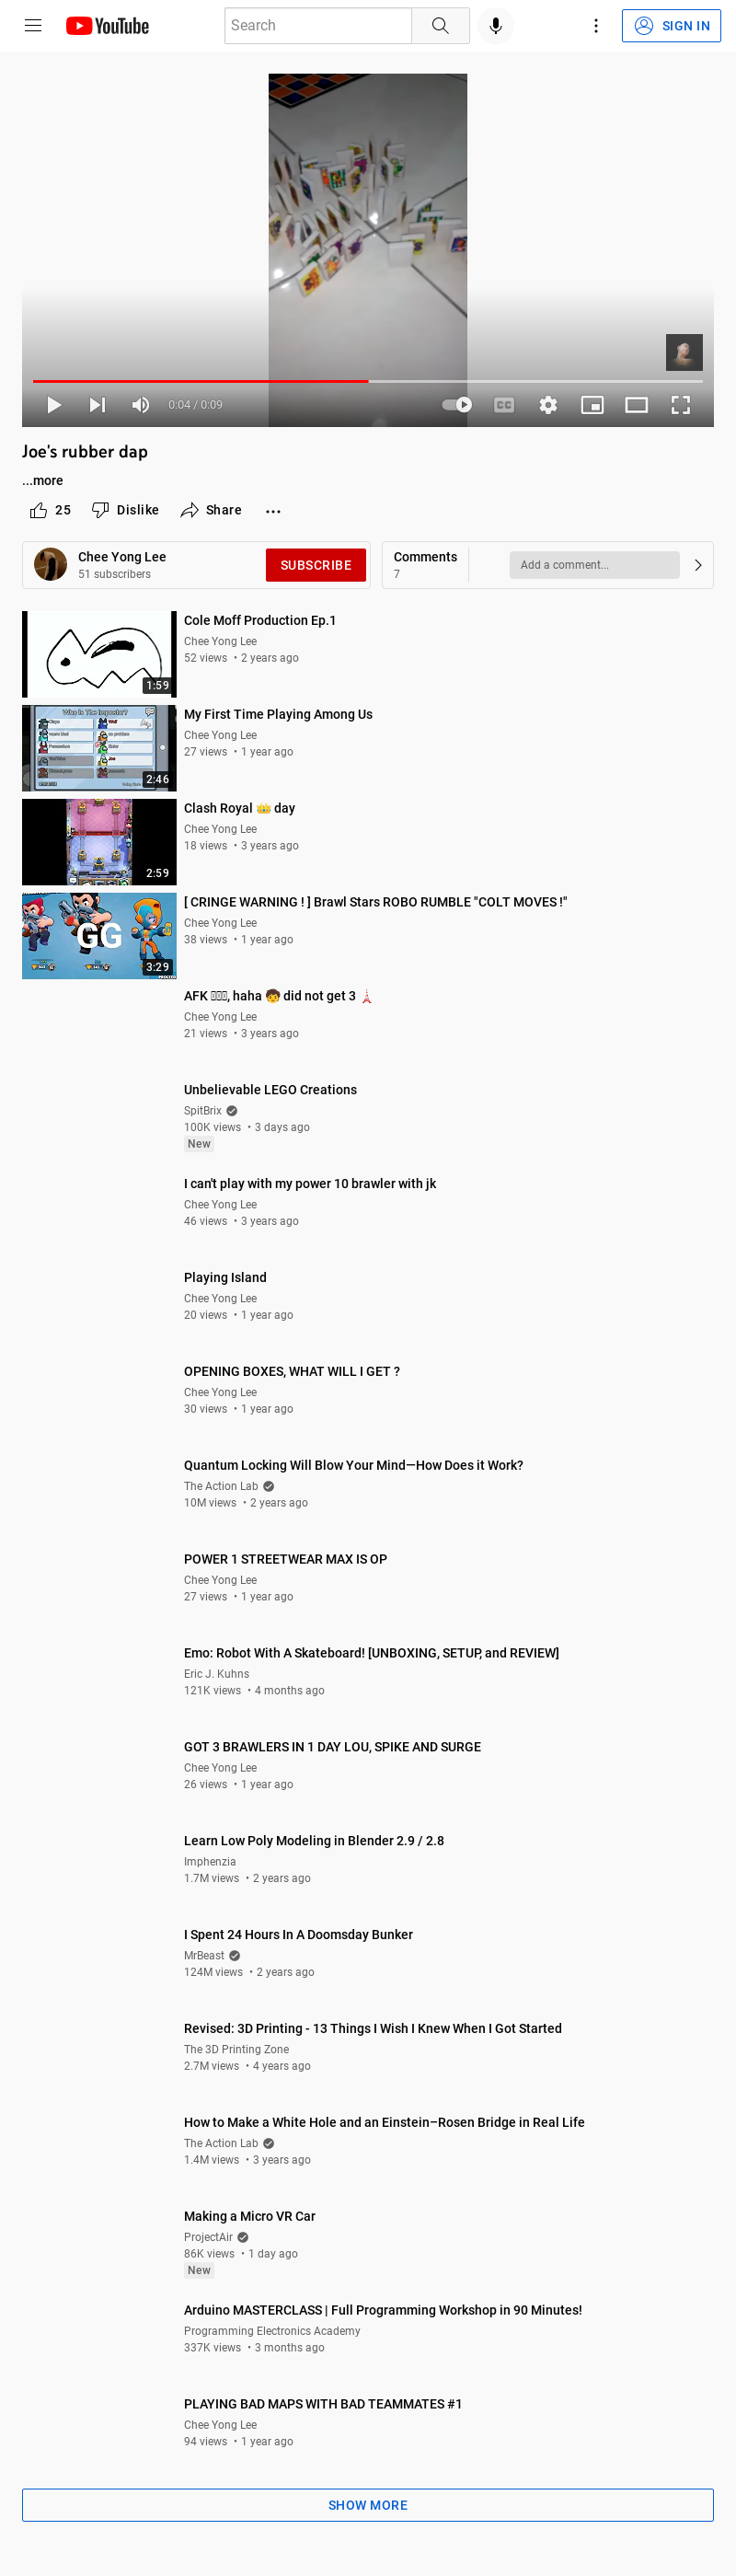 YouTube
Search
SIGN IN
0:04 / 0:09
CC
Joe's rubber dap
...more
25
Dislike
Share
Chee Yong Lee
51 subscribers
SUBSCRIBE
Comments
7
Add a comment...
1:59
Cole Moff Production Ep.1
Chee Yong Lee
52 views • 2 years ago
Who Is The Impostor?
2:46
My First Time Playing Among Us
Chee Yong Lee
27 views • 1 year ago
2:59
Clash Royal 👑 day
Chee Yong Lee
18 views • 3 years ago
GG
3:29
PROCEED
[ CRINGE WARNING ! ] Brawl Stars ROBO RUMBLE "COLT MOVES !"
Chee Yong Lee
38 views • 1 year ago
AFK , haha 🧒 did not get 3 🗼
Chee Yong Lee
21 views • 3 years ago
Unbelievable LEGO Creations
SpitBrix
100K views • 3 days ago
New
I can't play with my power 10 brawler with jk
Chee Yong Lee
46 views • 3 years ago
Playing Island
Chee Yong Lee
20 views • 1 year ago
OPENING BOXES, WHAT WILL I GET ?
Chee Yong Lee
30 views • 1 year ago
Quantum Locking Will Blow Your Mind—How Does it Work?
The Action Lab
10M views • 2 years ago
POWER 1 STREETWEAR MAX IS OP
Chee Yong Lee
27 views • 1 year ago
Emo: Robot With A Skateboard! [UNBOXING, SETUP, and REVIEW]
Eric J. Kuhns
121K views • 4 months ago
GOT 3 BRAWLERS IN 1 DAY LOU, SPIKE AND SURGE
Chee Yong Lee
26 views • 1 year ago
Learn Low Poly Modeling in Blender 2.9 / 2.8
Imphenzia
1.7M views • 2 years ago
I Spent 24 Hours In A Doomsday Bunker
MrBeast
124M views • 2 years ago
Revised: 3D Printing - 13 Things I Wish I Knew When I Got Started
The 3D Printing Zone
2.7M views • 4 years ago
How to Make a White Hole and an Einstein–Rosen Bridge in Real Life
The Action Lab
1.4M views • 3 years ago
Making a Micro VR Car
ProjectAir
86K views • 1 day ago
New
Arduino MASTERCLASS | Full Programming Workshop in 90 Minutes!
Programming Electronics Academy
337K views • 3 months ago
PLAYING BAD MAPS WITH BAD TEAMMATES #1
Chee Yong Lee
94 views • 1 year ago
SHOW MORE